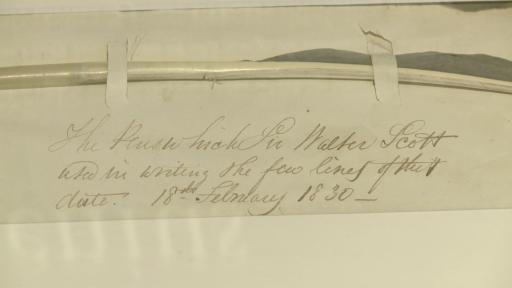 The Pen which Sir Walter Scott
used in writing the few lines of that
date. 18th February 1830 —